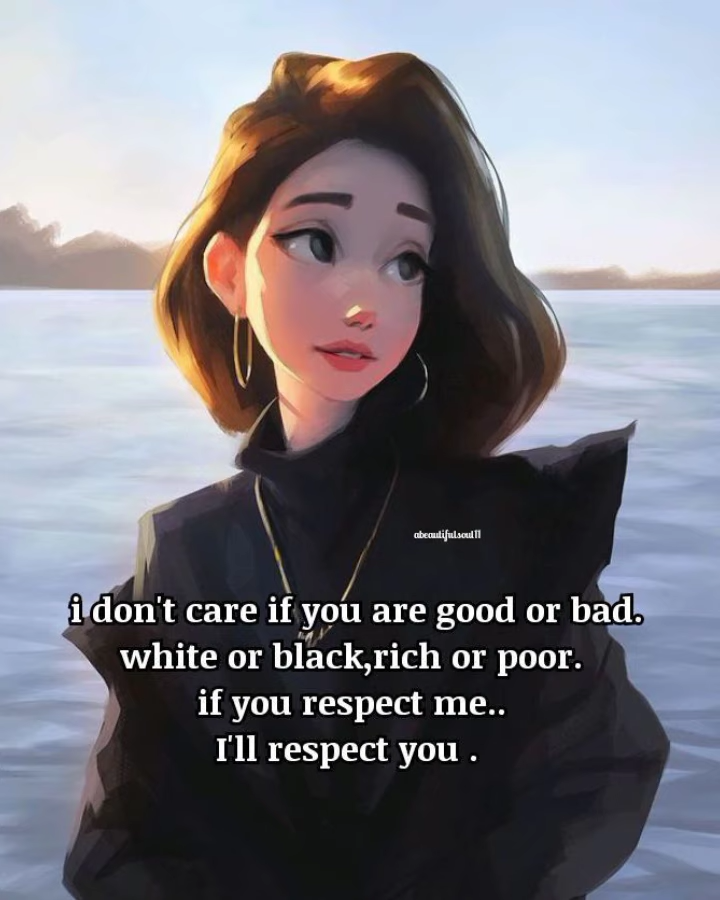 abeautifulsoul11
i don't care if you are good or bad.
white or black,rich or poor.
if you respect me..
I'll respect you .